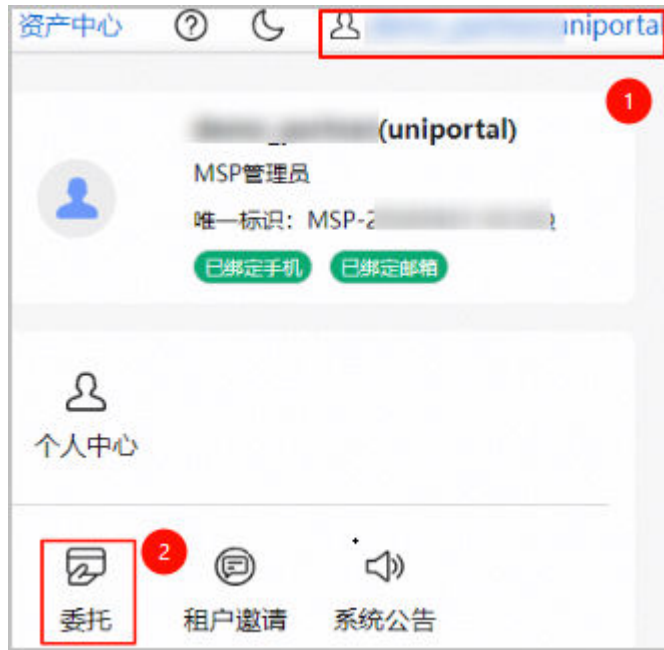 资产中心 uniportal
1
(uniportal)
MSP管理员
唯一标识：MSP-2
已绑定手机 已绑定邮箱
个人中心
2
委托 租户邀请 系统公告